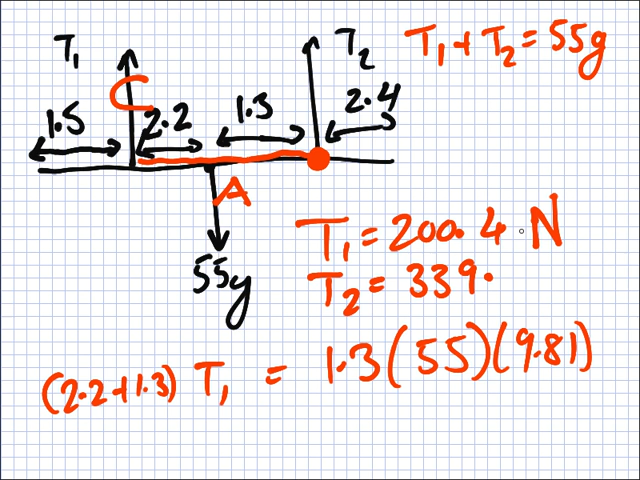 T₁ T₂ T₁ + T₂ = 55g
1.5 2.2 1.3 2.4
A
55g
T₁ = 200.4 N
T₂ = 339.
(2.2+1.3) T₁ = 1.3(55)(9.81)